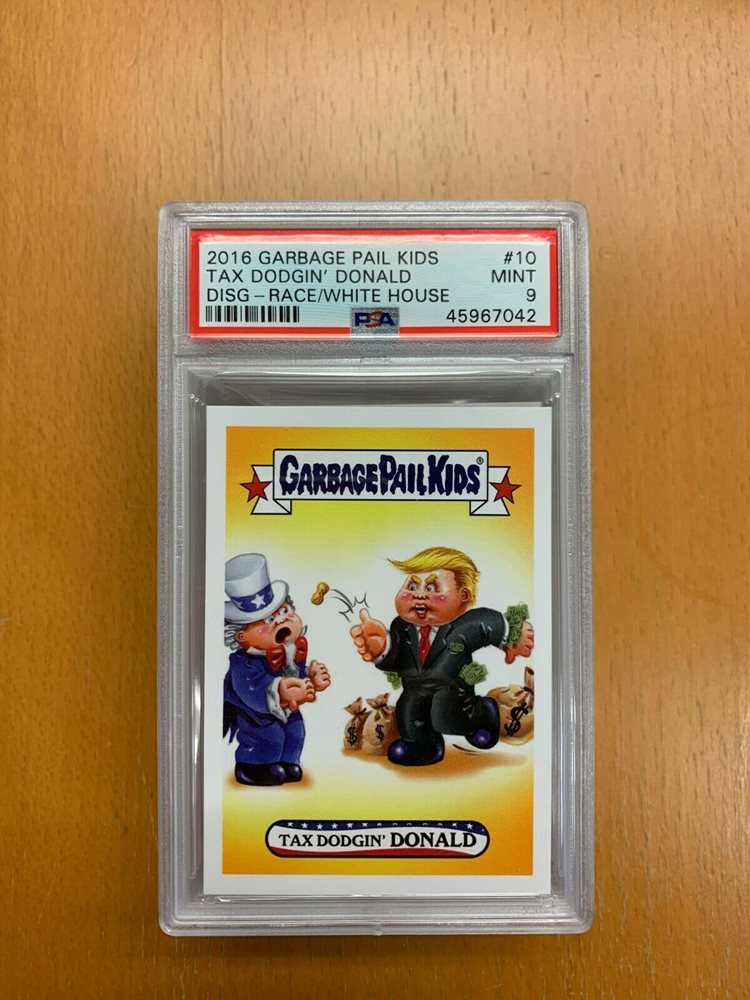 2016 GARBAGE PAIL KIDS #10
TAX DODGIN' DONALD MINT
DISG – RACE/WHITE HOUSE 9
PSA 45967042
GARBAGE PAIL KIDS®
$ $ $
TAX DODGIN' DONALD